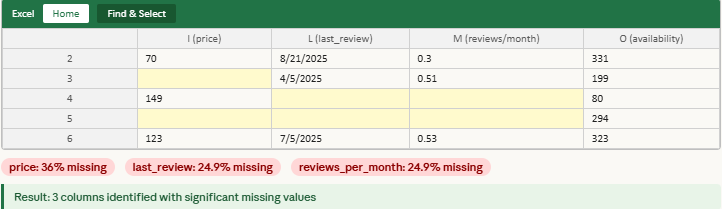 Excel Home Find & Select
I (price) L (last_review) M (reviews/month) O (availability)
2 70 8/21/2025 0.3 331
3 4/5/2025 0.51 199
4 149 80
5 294
6 123 7/5/2025 0.53 323
price: 36% missing last_review: 24.9% missing reviews_per_month: 24.9% missing
Result: 3 columns identified with significant missing values